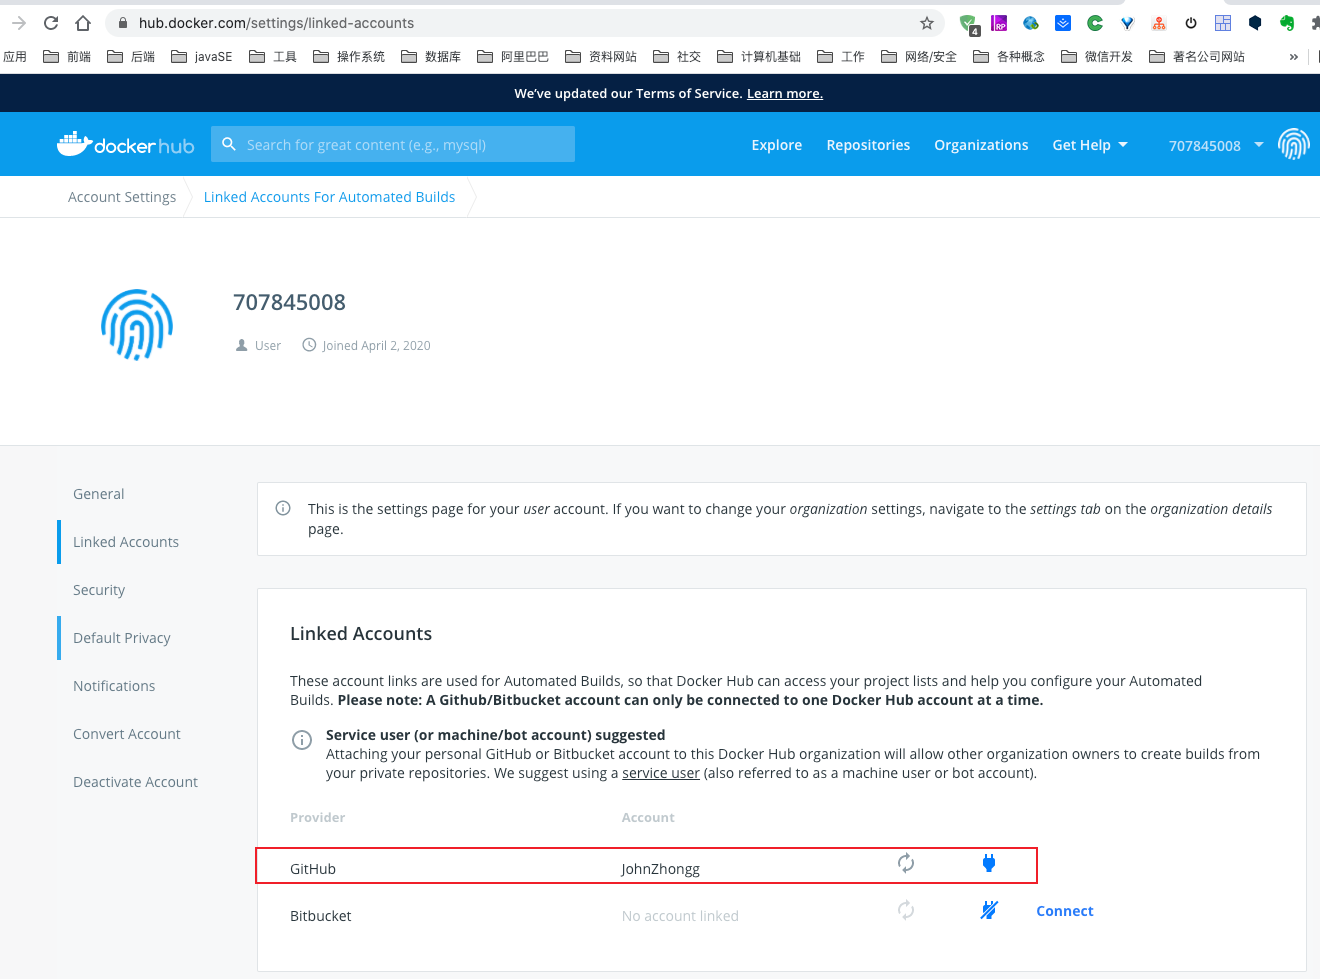 hub.docker.com/settings/linked-accounts
4
RP
应用 前端 后端 javaSE 工具 操作系统 数据库 阿里巴巴 资料网站 社交 计算机基础 工作 网络/安全 各种概念 微信开发 著名公司网站 »
We've updated our Terms of Service. Learn more.
docker hub Search for great content (e.g., mysql) Explore Repositories Organizations Get Help 707845008
Account Settings Linked Accounts For Automated Builds
707845008
User Joined April 2, 2020
General
Linked Accounts
Security
Default Privacy
Notifications
Convert Account
Deactivate Account
This is the settings page for your user account. If you want to change your organization settings, navigate to the settings tab on the organization details
page.
Linked Accounts
These account links are used for Automated Builds, so that Docker Hub can access your project lists and help you configure your Automated
Builds. Please note: A Github/Bitbucket account can only be connected to one Docker Hub account at a time.
Service user (or machine/bot account) suggested
Attaching your personal GitHub or Bitbucket account to this Docker Hub organization will allow other organization owners to create builds from
your private repositories. We suggest using a service user (also referred to as a machine user or bot account).
Provider Account
GitHub JohnZhongg
Bitbucket No account linked Connect